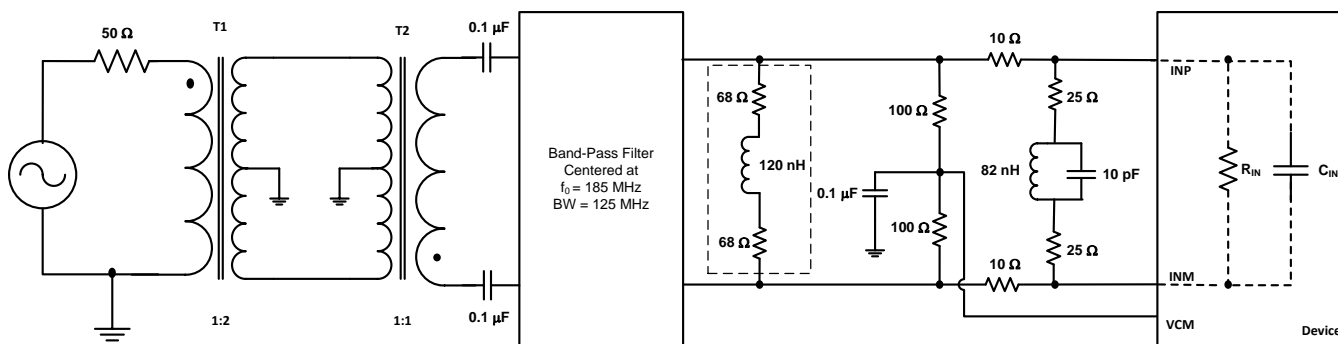 50 Ω
T1
T2
0.1 µF
0.1 µF
1:2
1:1
Band-Pass Filter
Centered at
f₀ = 185 MHz
BW = 125 MHz
68 Ω
120 nH
68 Ω
100 Ω
0.1 µF
100 Ω
10 Ω
10 Ω
25 Ω
82 nH
10 pF
25 Ω
INP
INM
VCM
R_IN
C_IN
Device